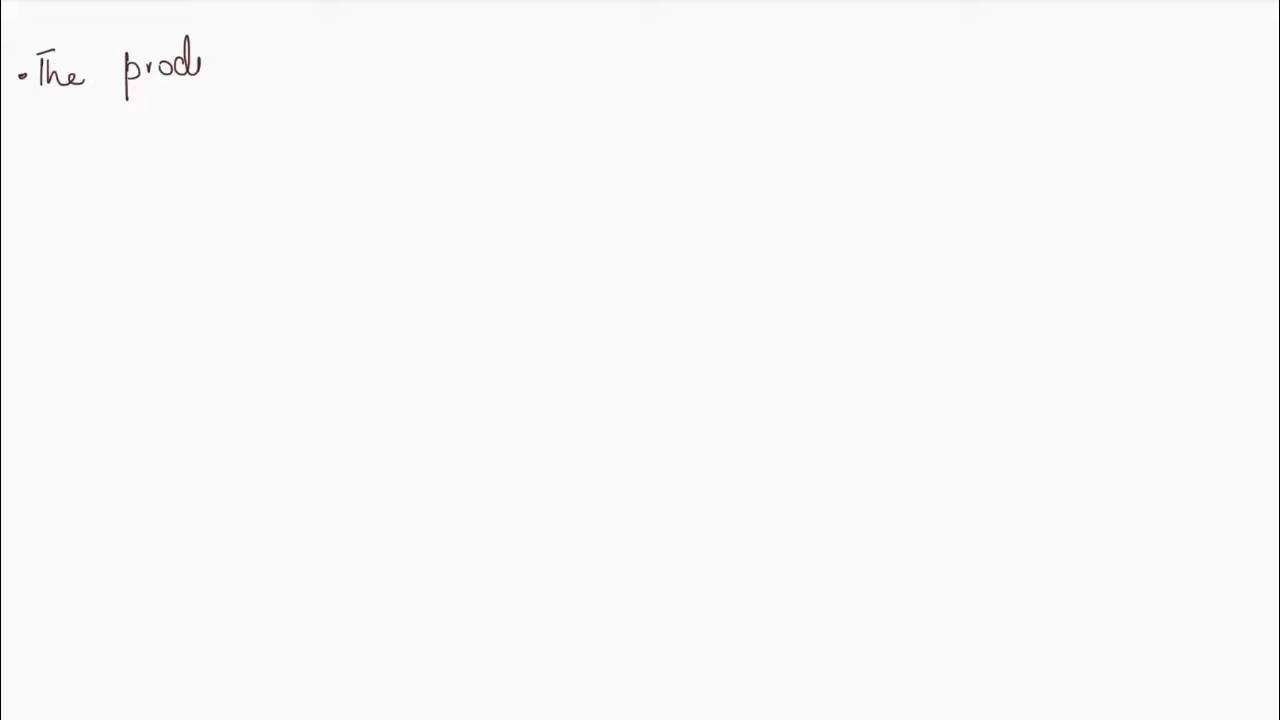 • The prod